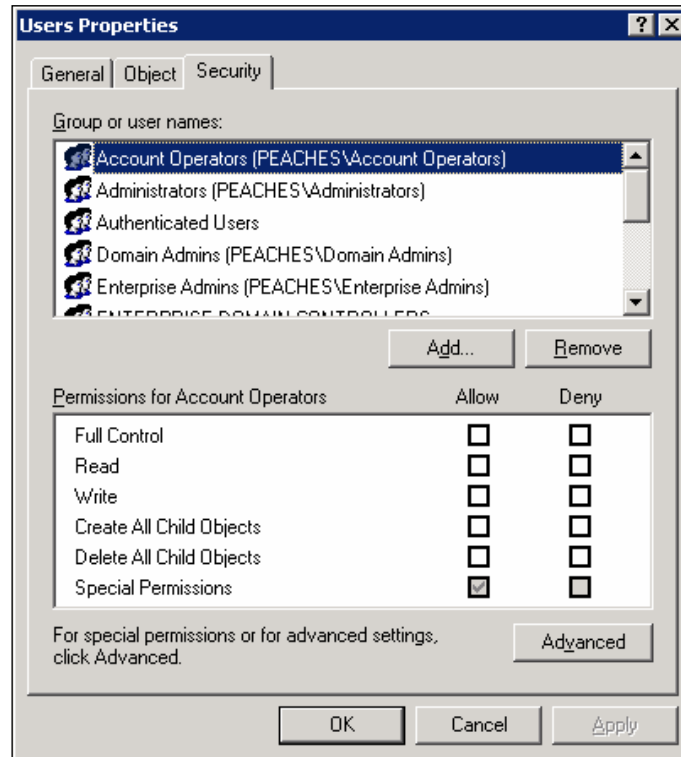 Users Properties
General Object Security
Group or user names:
Account Operators (PEACHES\Account Operators)
Administrators (PEACHES\Administrators)
Authenticated Users
Domain Admins (PEACHES\Domain Admins)
Enterprise Admins (PEACHES\Enterprise Admins)
ENTERPRISE DOMAIN CONTROLLERS
Add... Remove
Permissions for Account Operators Allow Deny
Full Control
Read
Write
Create All Child Objects
Delete All Child Objects
Special Permissions
For special permissions or for advanced settings,
click Advanced.
Advanced
OK Cancel Apply